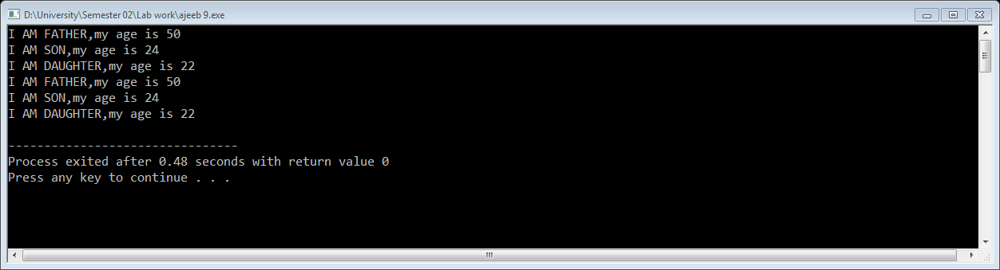 D:\University\Semester 02\Lab work\ajeeb 9.exe
I AM FATHER,my age is 50
I AM SON,my age is 24
I AM DAUGHTER,my age is 22
I AM FATHER,my age is 50
I AM SON,my age is 24
I AM DAUGHTER,my age is 22
--------------------------------
Process exited after 0.48 seconds with return value 0
Press any key to continue . . .